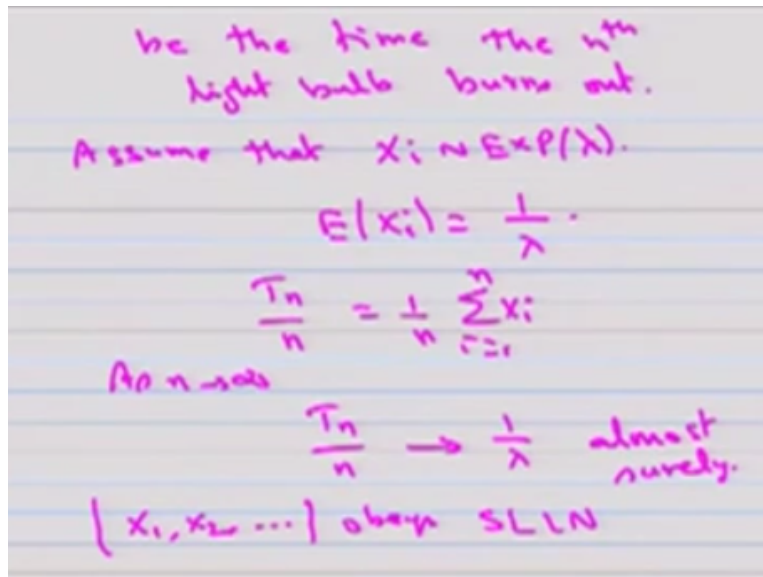 be the time the nth
light bulb burns out.
Assume that Xi ~ Exp(λ).
E(Xi) = 1/λ.
Tn/n = 1/n ∑_{i=1}^{n} Xi
As n→∞
Tn/n → 1/λ almost surely.
{X1, X2, ...} obeys SLLN